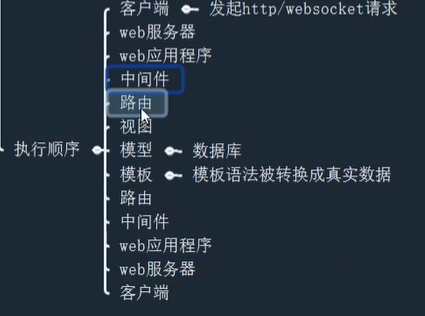 客户端 发起http/websocket请求
web服务器
web应用程序
中间件
路由
视图
执行顺序 模型 数据库
模板 模板语法被转换成真实数据
路由
中间件
web应用程序
web服务器
客户端